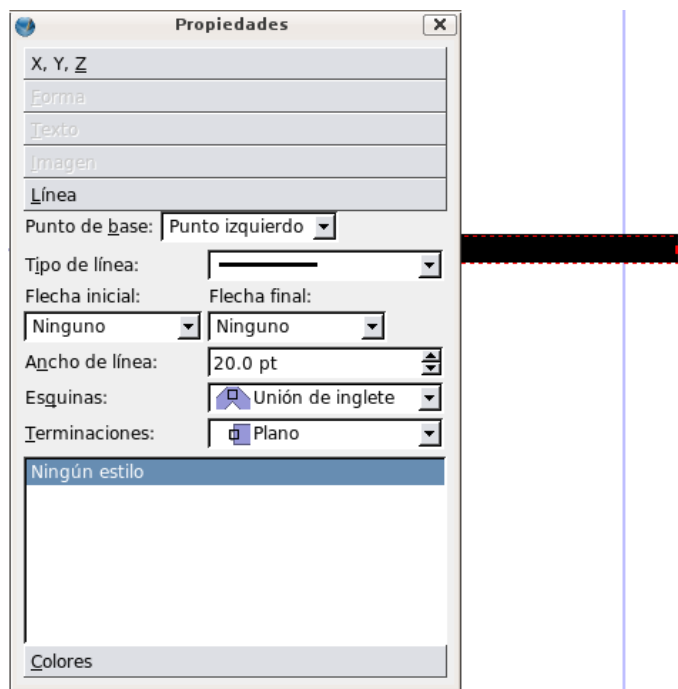 Propiedades
X, Y, Z
Forma
Texto
Imagen
Línea
Punto de base: Punto izquierdo
Tipo de línea:
Flecha inicial: Flecha final:
Ninguno Ninguno
Ancho de línea: 20.0 pt
Esquinas: Unión de inglete
Terminaciones: Plano
Ningún estilo
Colores